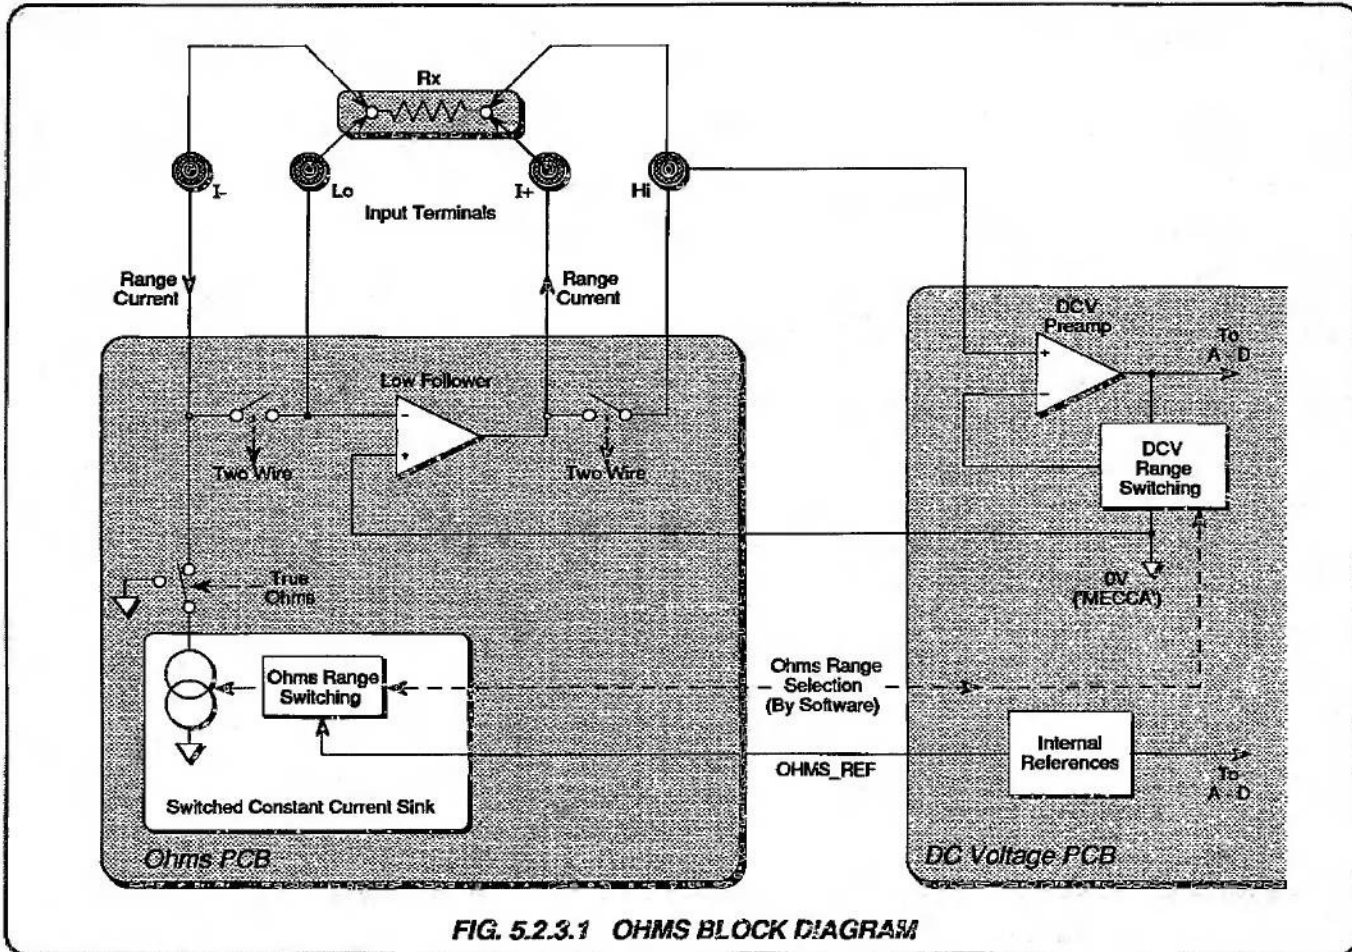 Rx
I-
Lo
I+
Hi
Input Terminals
Range
Current
Range
Current
DCV
Preamp
To
A - D
+
-
Low Follower
-
+
Two Wire
Two Wire
DCV
Range
Switching
True
Ohms
0V
('MECCA')
Ohms Range
Switching
Ohms Range
Selection
(By Software)
Internal
References
OHMS_REF
To
A - D
Switched Constant Current Sink
Ohms PCB
DC Voltage PCB
FIG. 5.2.3.1 OHMS BLOCK DIAGRAM